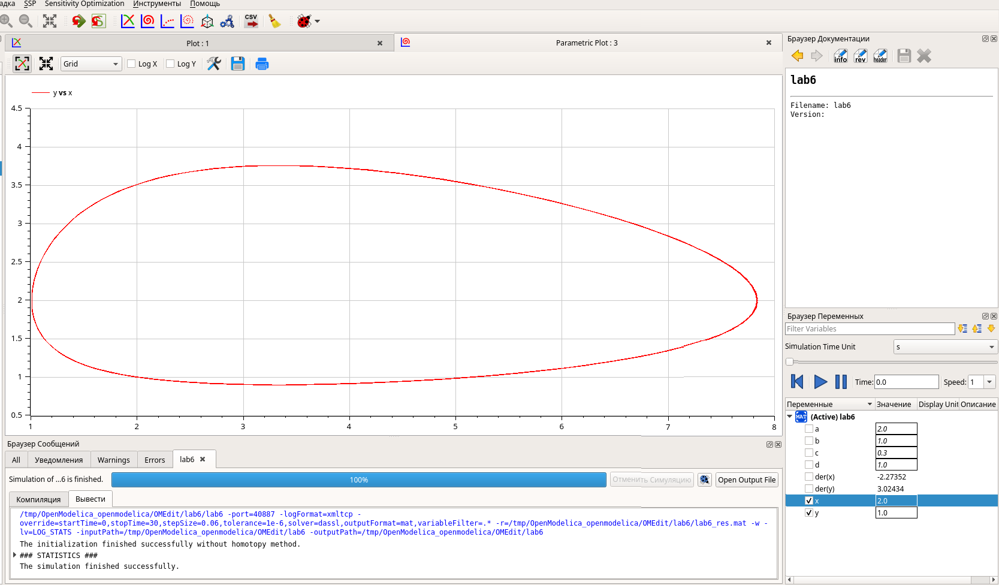 адка SSP Sensitivity Optimization Инструменты Помощь
CSV
Plot : 1
Parametric Plot : 3
Grid Log X Log Y
y vs x
4.5
4
3.5
3
2.5
2
1.5
1
0.5
1 2 3 4 5 6 7 8
Браузер Сообщений
All Уведомления Warnings Errors lab6
Simulation of ...6 is finished. 100% Отменить Симуляцию Open Output File
Компиляция Вывести
/tmp/OpenModelica_openmodelica/OMEdit/lab6/lab6 -port=40887 -logFormat=xmltcp -
override=startTime=0,stopTime=30,stepSize=0.06,tolerance=1e-6,solver=dassl,outputFormat=mat,variableFilter=.* -r=/tmp/OpenModelica_openmodelica/OMEdit/lab6/lab6_res.mat -w -
lv=LOG_STATS -inputPath=/tmp/OpenModelica_openmodelica/OMEdit/lab6 -outputPath=/tmp/OpenModelica_openmodelica/OMEdit/lab6
The initialization finished successfully without homotopy method.
### STATISTICS ###
The simulation finished successfully.
Браузер Документации
info rev header
lab6
Filename: lab6
Version:
Браузер Переменных
Filter Variables
Simulation Time Unit s
Time: 0.0 Speed: 1
Переменные Значение Display Unit Описание
MAT (Active) lab6
a 2.0
b 1.0
c 0.3
d 1.0
der(x) -2.27352
der(y) 3.02434
x 2.0
y 1.0